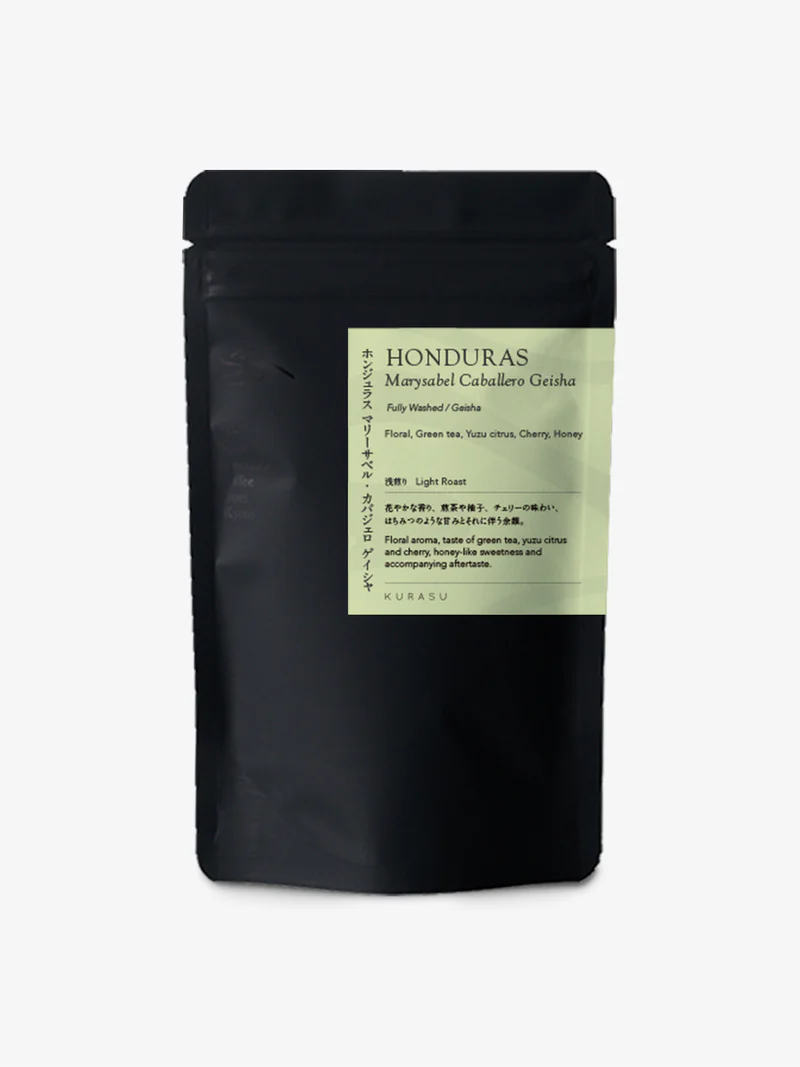 ホンジュラス マリーサベル・カバジェロ ゲイシャ
HONDURAS
Marysabel Caballero Geisha
Fully Washed / Geisha
Floral, Green tea, Yuzu citrus, Cherry, Honey
浅煎り Light Roast
花やかな香り、煎茶や柚子、チェリーの味わい、
はちみつのような甘みとそれに伴う余韻。
Floral aroma, taste of green tea, yuzu citrus
and cherry, honey-like sweetness and
accompanying aftertaste.
KURASU